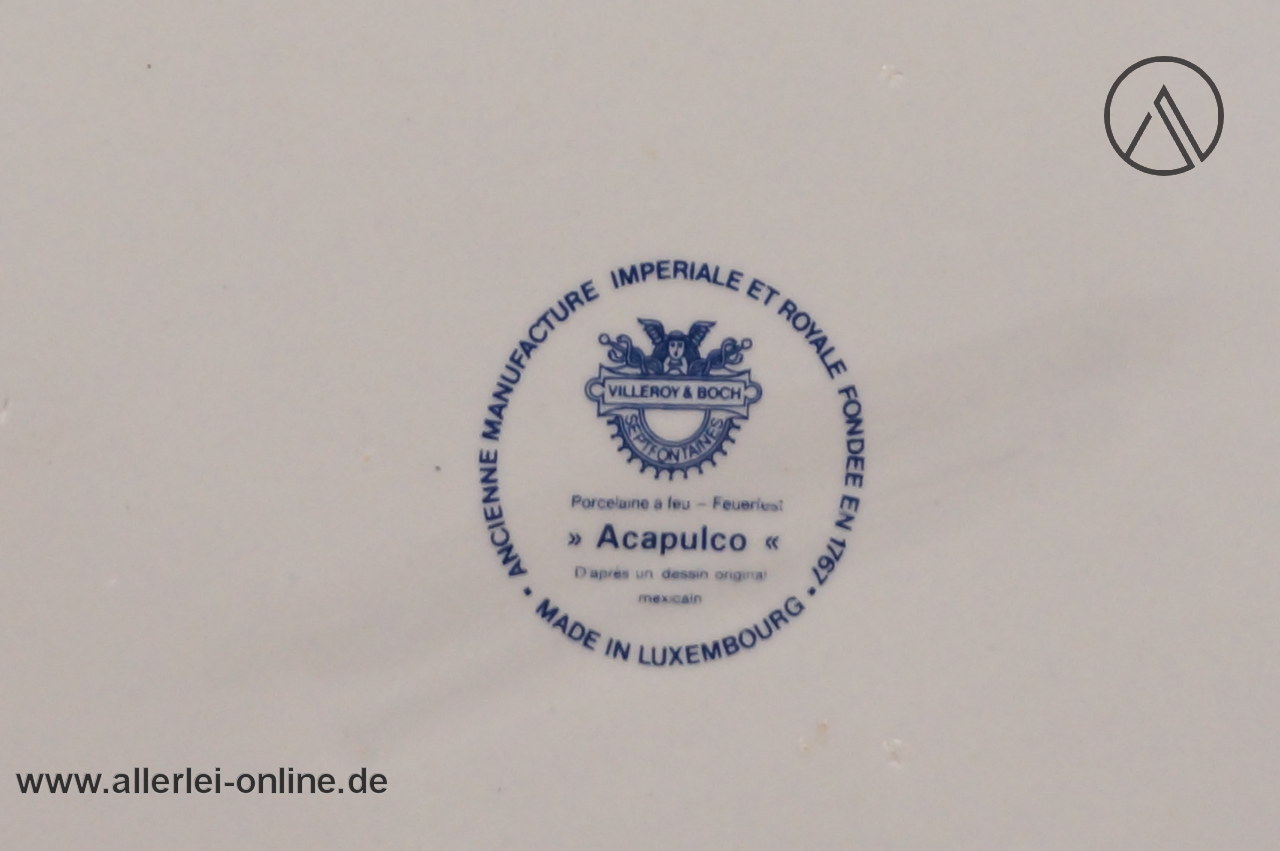 ANCIENNE MANUFACTURE IMPERIALE ET ROYALE FONDEE EN 1767
VILLEROY & BOCH
SEPTFONTAINES
Porcelaine à feu – Feuerfest
» Acapulco «
D'après un dessin original
mexicain
• MADE IN LUXEMBOURG •
www.allerlei-online.de